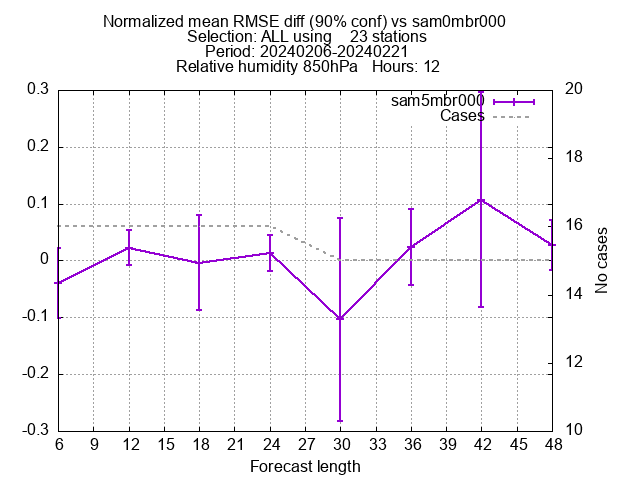 Normalized mean RMSE diff (90% conf) vs sam0mbr000
Selection: ALL using    23 stations
Period: 20240206-20240221
Relative humidity 850hPa   Hours: 12
sam5mbr000
Cases
0.3
0.2
0.1
0
-0.1
-0.2
-0.3
20
18
16
14
12
10
No cases
6 9 12 15 18 21 24 27 30 33 36 39 42 45 48
Forecast length